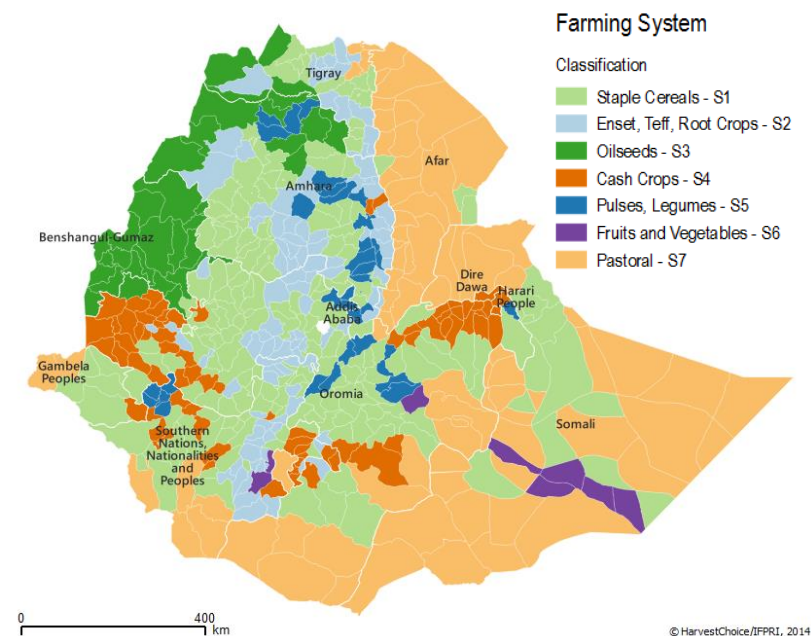 Farming System
Classification
Staple Cereals - S1
Enset, Teff, Root Crops - S2
Oilseeds - S3
Cash Crops - S4
Pulses, Legumes - S5
Fruits and Vegetables - S6
Pastoral - S7
Tigray
Afar
Amhara
Benshangul-Gumaz
Dire
Dawa
Harari
People
Addis
Ababa
Gambela
Peoples
Oromia
Somali
Southern
Nations,
Nationalities
and
Peoples
0 400
km
© HarvestChoice/IFPRI, 2014